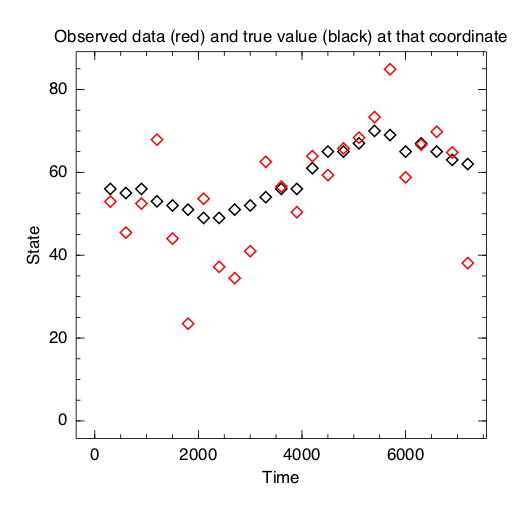 Observed data (red) and true value (black) at that coordinate
80
60
40
20
0
State
0 2000 4000 6000
Time